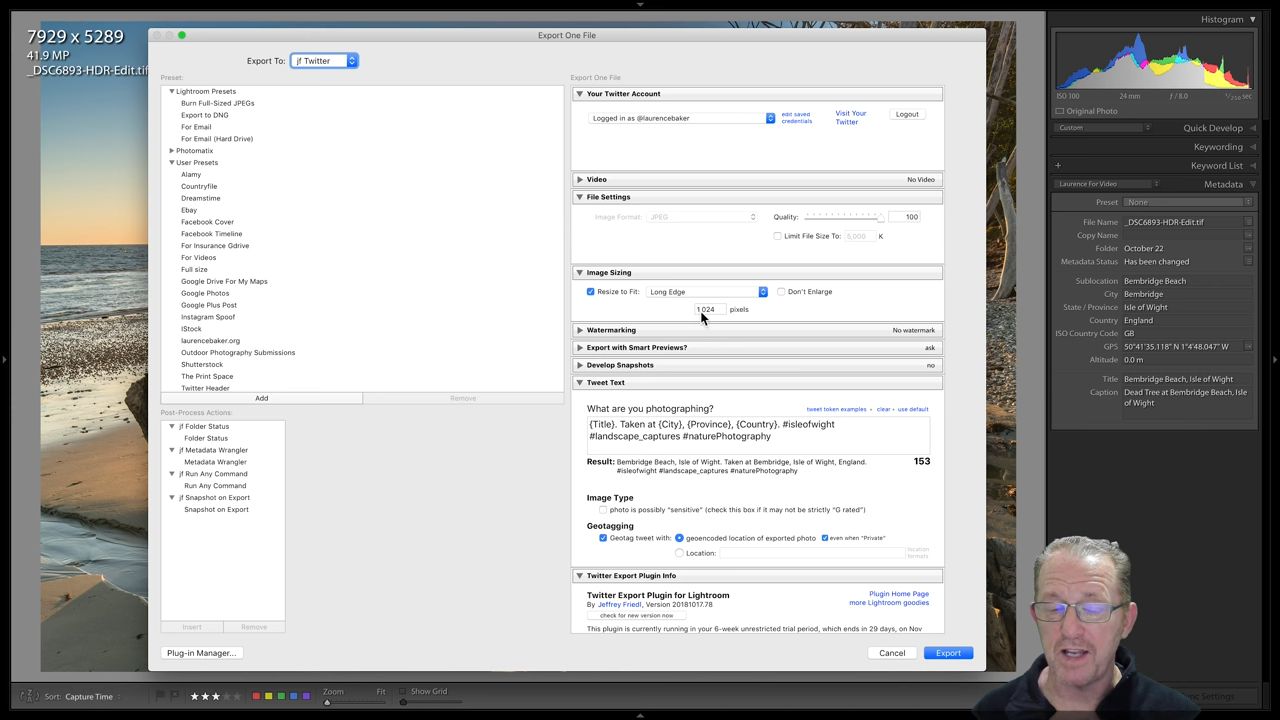 7929 x 5289
41.9 MP
_DSC6893-HDR-Edit.tif
Export One File
Export To: jf Twitter
Preset:
Lightroom Presets
Burn Full-Sized JPEGs
Export to DNG
For Email
For Email (Hard Drive)
Photomatix
User Presets
Alamy
Countryfile
Dreamstime
Ebay
Facebook Cover
Facebook Timeline
For Insurance Gdrive
For Videos
Full size
Google Drive For My Maps
Google Photos
Google Plus Post
Instagram Spoof
IStock
laurencebaker.org
Outdoor Photography Submissions
Shutterstock
The Print Space
Twitter Header
Add Remove
Post-Process Actions:
jf Folder Status
Folder Status
jf Metadata Wrangler
Metadata Wrangler
jf Run Any Command
Run Any Command
jf Snapshot on Export
Snapshot on Export
Insert Remove
Plug-in Manager...
Export One File
Your Twitter Account
Logged in as @laurencebaker edit saved credentials Visit Your Twitter Logout
Video No Video
File Settings
Image Format: JPEG Quality: 100
Limit File Size To: 5,000 K
Image Sizing
Resize to Fit: Long Edge Don't Enlarge
1 024 pixels
Watermarking No watermark
Export with Smart Previews? ask
Develop Snapshots no
Tweet Text
What are you photographing? tweet token examples • clear • use default
{Title}. Taken at {City}, {Province}, {Country}. #isleofwight
#landscape_captures #naturePhotography
Result: Bembridge Beach, Isle of Wight. Taken at Bembridge, Isle of Wight, England. 153
#isleofwight #landscape_captures #naturePhotography
Image Type
photo is possibly "sensitive" (check this box if it may not be strictly "G rated")
Geotagging
Geotag tweet with: geoencoded location of exported photo even when "Private"
Location: location formats
Twitter Export Plugin Info
Twitter Export Plugin for Lightroom Plugin Home Page
By Jeffrey Friedl, Version 20181017.78 more Lightroom goodies
check for new version now
This plugin is currently running in your 6-week unrestricted trial period, which ends in 29 days, on Nov
Cancel Export
Histogram
ISO 100 24 mm f / 8.0
Original Photo
Custom Quick Develop
Keywording
Keyword List
Laurence For Video Metadata
Preset None
File Name _DSC6893-HDR-Edit.tif
Copy Name
Folder October 22
Metadata Status Has been changed
Sublocation Bembridge Beach
City Bembridge
State / Province Isle of Wight
Country England
ISO Country Code GB
GPS 50°41'35.118" N 1°4'48.047" W
Altitude 0.0 m
Title Bembridge Beach, Isle of Wight
Caption Dead Tree at Bembridge Beach, Isle
of Wight
Sort: Capture Time
Zoom Fit Show Grid
Settings